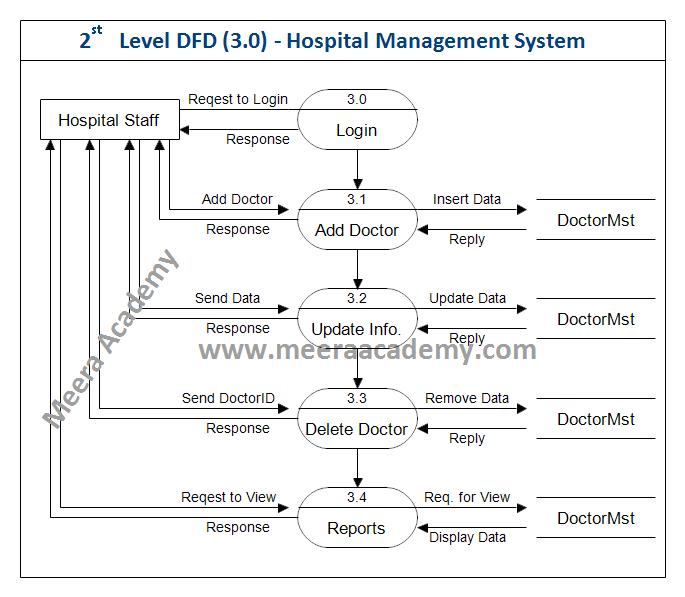 2st Level DFD (3.0) - Hospital Management System
Hospital Staff
Reqest to Login
Response
3.0
Login
Add Doctor
Response
3.1
Add Doctor
Insert Data
Reply
DoctorMst
Send Data
Response
3.2
Update Info.
Update Data
Reply
DoctorMst
www.meeraacademy.com
Meera Academy
Send DoctorID
Response
3.3
Delete Doctor
Remove Data
Reply
DoctorMst
Reqest to View
Response
3.4
Reports
Req. for View
Display Data
DoctorMst